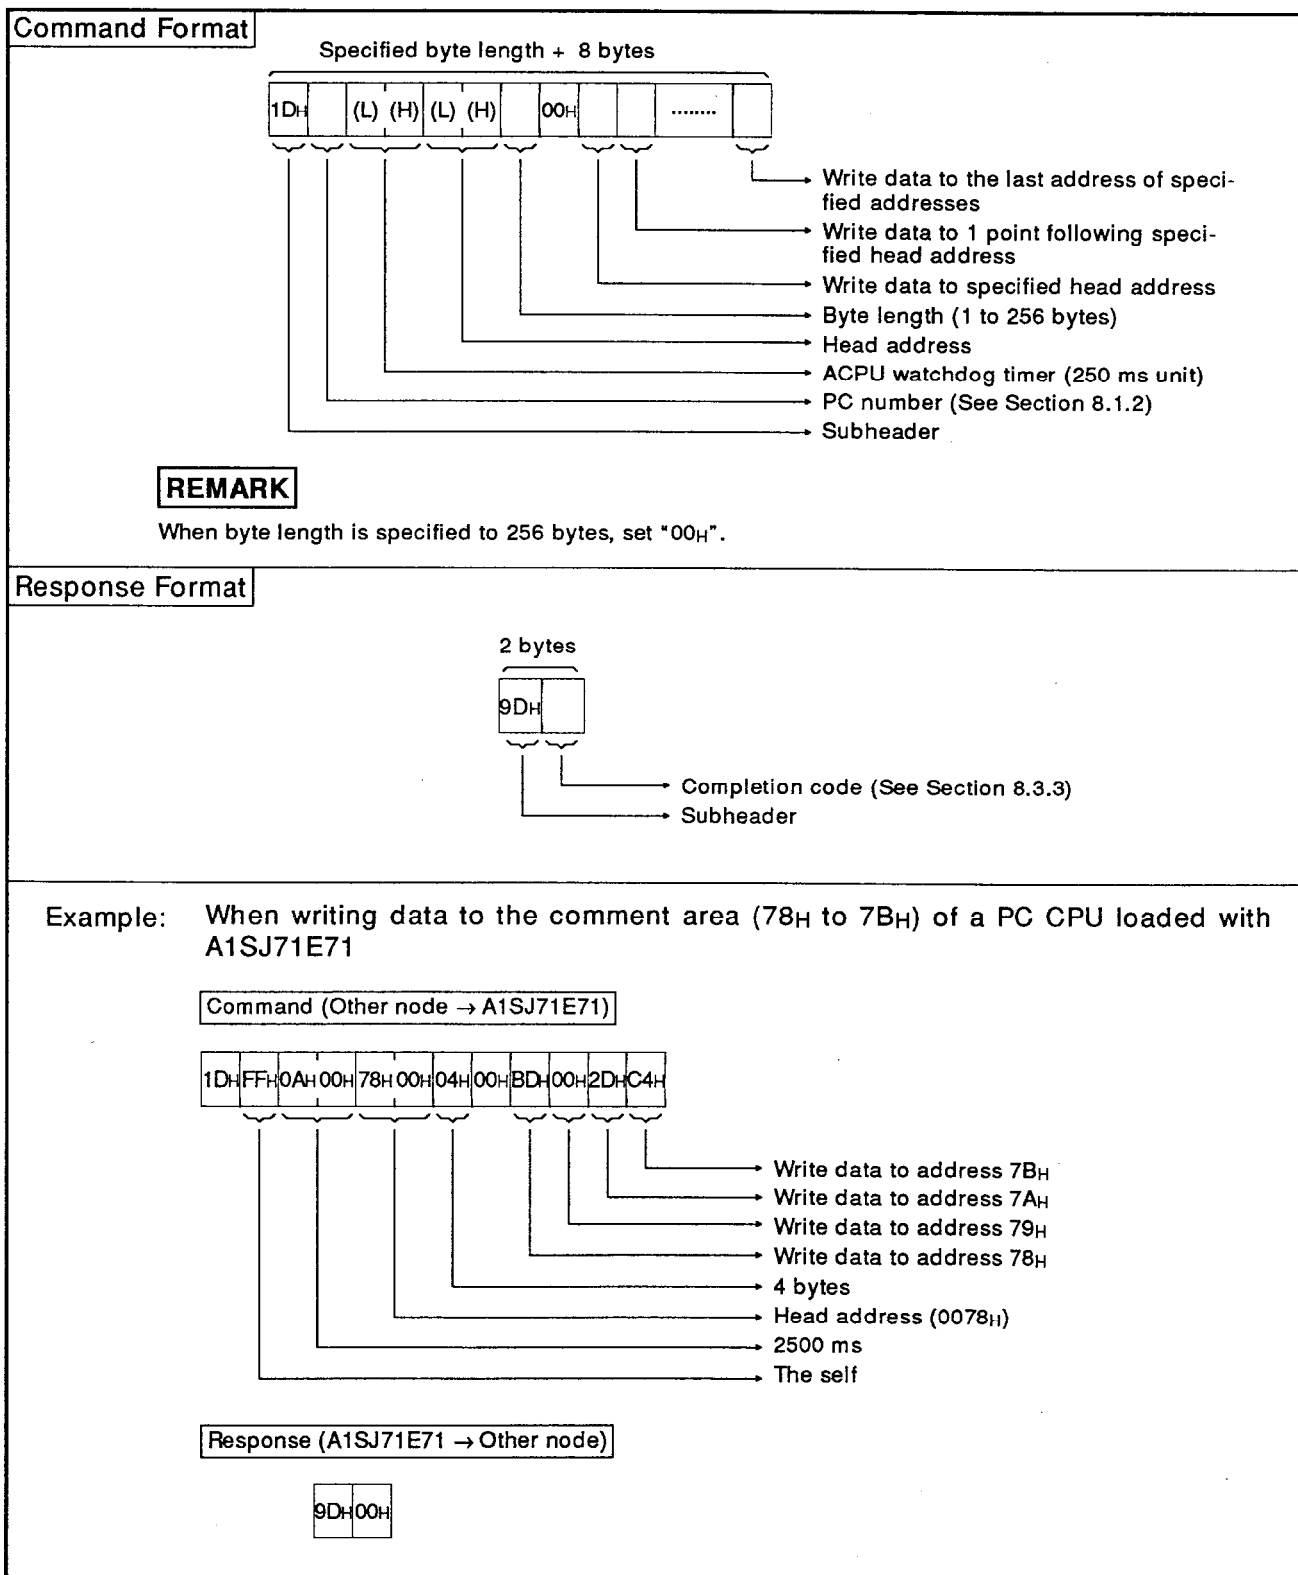 Command Format
Specified byte length + 8 bytes
1DH (L) (H) (L) (H) 00H ........
Write data to the last address of speci-
fied addresses
Write data to 1 point following speci-
fied head address
Write data to specified head address
Byte length (1 to 256 bytes)
Head address
ACPU watchdog timer (250 ms unit)
PC number (See Section 8.1.2)
Subheader
REMARK
When byte length is specified to 256 bytes, set "00H".
Response Format
2 bytes
9DH
Completion code (See Section 8.3.3)
Subheader
Example: When writing data to the comment area (78H to 7BH) of a PC CPU loaded with
A1SJ71E71
Command (Other node → A1SJ71E71)
1DH FFH 0AH 00H 78H 00H 04H 00H BDH 00H 2DH C4H
Write data to address 7BH
Write data to address 7AH
Write data to address 79H
Write data to address 78H
4 bytes
Head address (0078H)
2500 ms
The self
Response (A1SJ71E71 → Other node)
9DH 00H